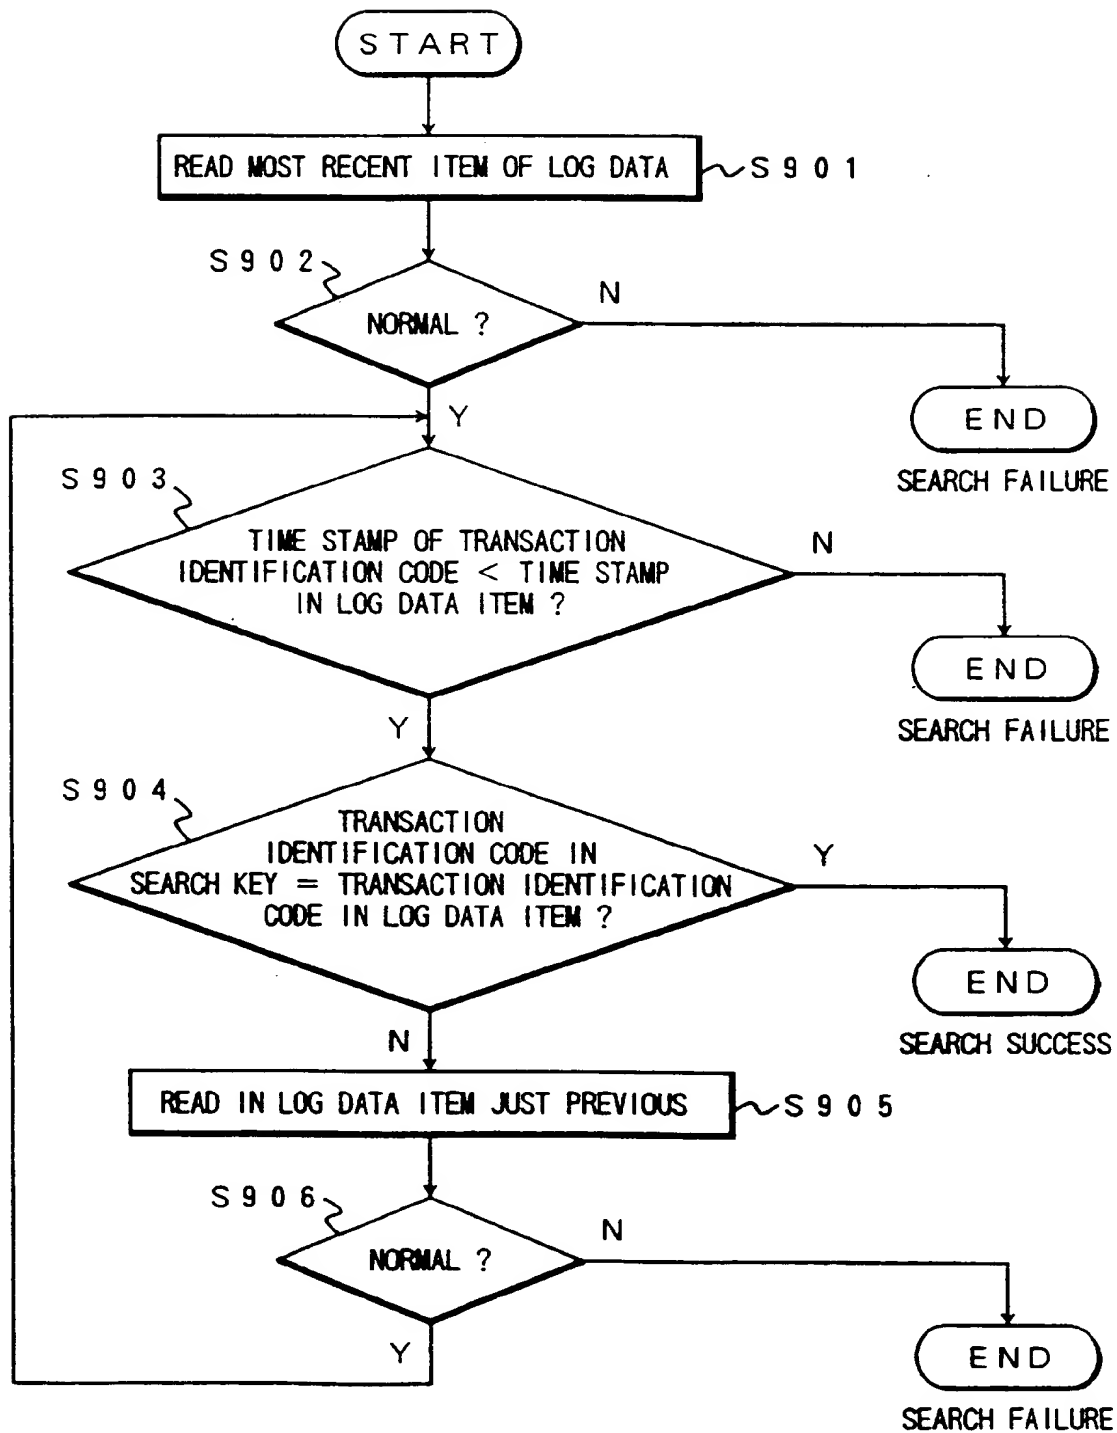 START
READ MOST RECENT ITEM OF LOG DATA
S901
S902
NORMAL ?
N
END
SEARCH FAILURE
Y
S903
TIME STAMP OF TRANSACTION
IDENTIFICATION CODE < TIME STAMP
IN LOG DATA ITEM ?
N
END
SEARCH FAILURE
Y
S904
TRANSACTION
IDENTIFICATION CODE IN
SEARCH KEY = TRANSACTION IDENTIFICATION
CODE IN LOG DATA ITEM ?
Y
END
SEARCH SUCCESS
N
READ IN LOG DATA ITEM JUST PREVIOUS
S905
S906
NORMAL ?
N
END
SEARCH FAILURE
Y